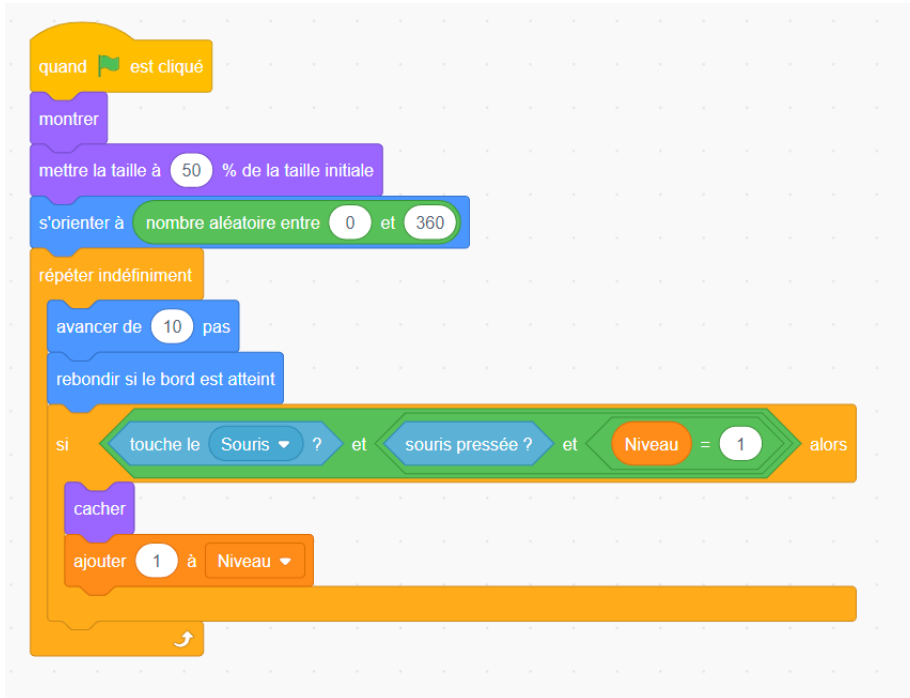 quand est cliqué
montrer
mettre la taille à 50 % de la taille initiale
s'orienter à nombre aléatoire entre 0 et 360
répéter indéfiniment
avancer de 10 pas
rebondir si le bord est atteint
si touche le Souris ? et souris pressée ? et Niveau = 1 alors
cacher
ajouter 1 à Niveau